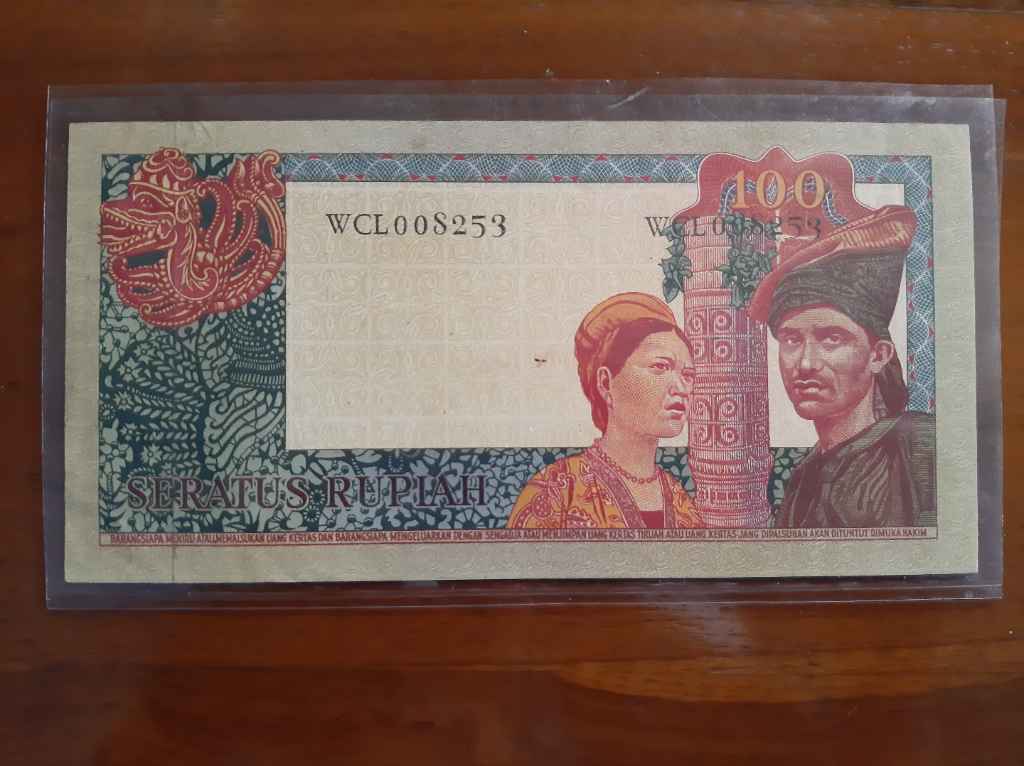 100
WCL008253 WCL008253
SERATUS RUPIAH
BARANGSIAPA MENIRU ATAU MEMALSUKAN UANG KERTAS DAN BARANGSIAPA MENGELUARKAN DENGAN SENGADJA ATAU MENJIMPAN UANG KERTAS TIRUAN ATAU UANG KERTAS JANG DIPALSUKAN AKAN DITUNTUT DIMUKA HAKIM